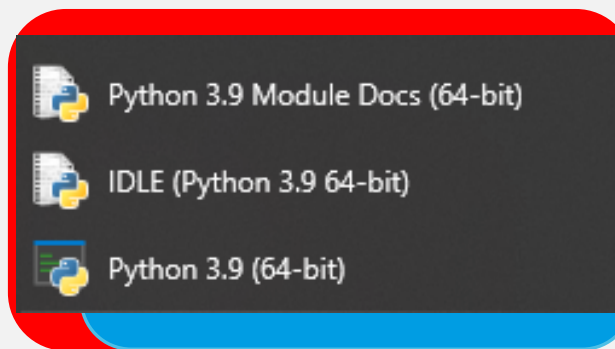 Python 3.9 Module Docs (64-bit)
IDLE (Python 3.9 64-bit)
Python 3.9 (64-bit)